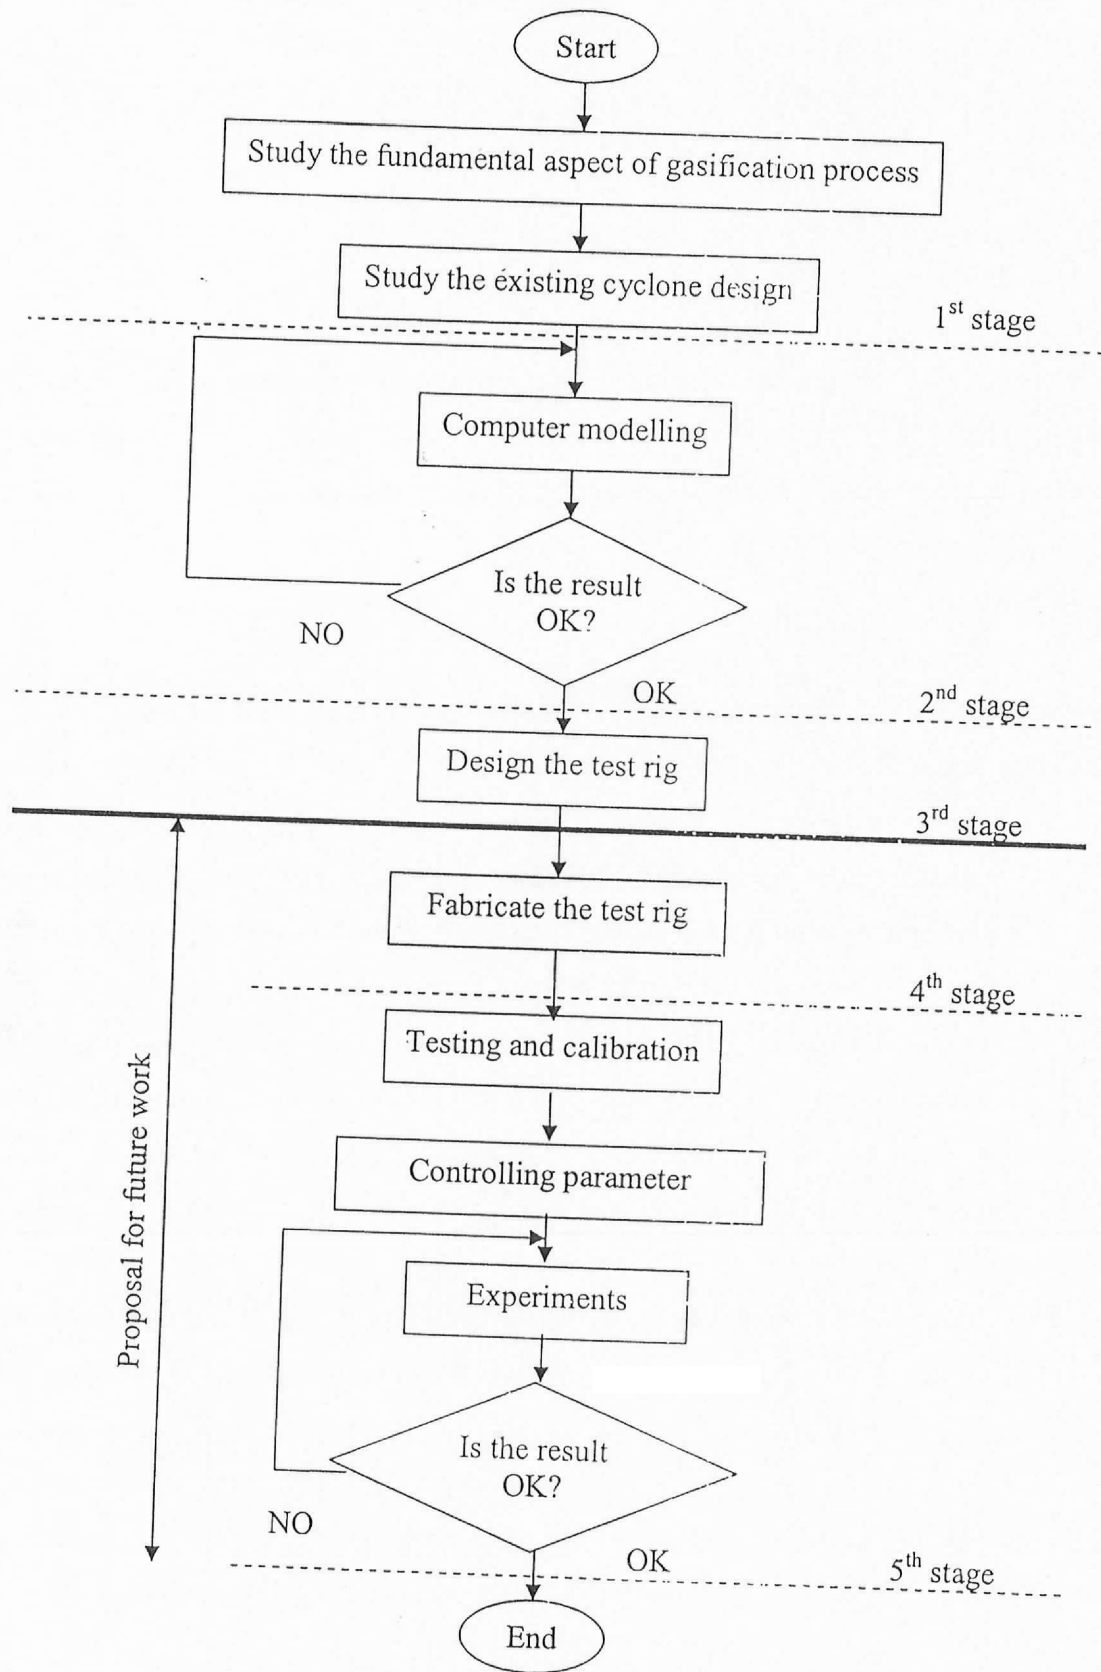 Start
Study the fundamental aspect of gasification process
Study the existing cyclone design
1st stage
Computer modelling
Is the result
OK?
NO
OK
2nd stage
Design the test rig
3rd stage
Fabricate the test rig
4th stage
Testing and calibration
Controlling parameter
Proposal for future work
Experiments
Is the result
OK?
NO
OK
5th stage
End